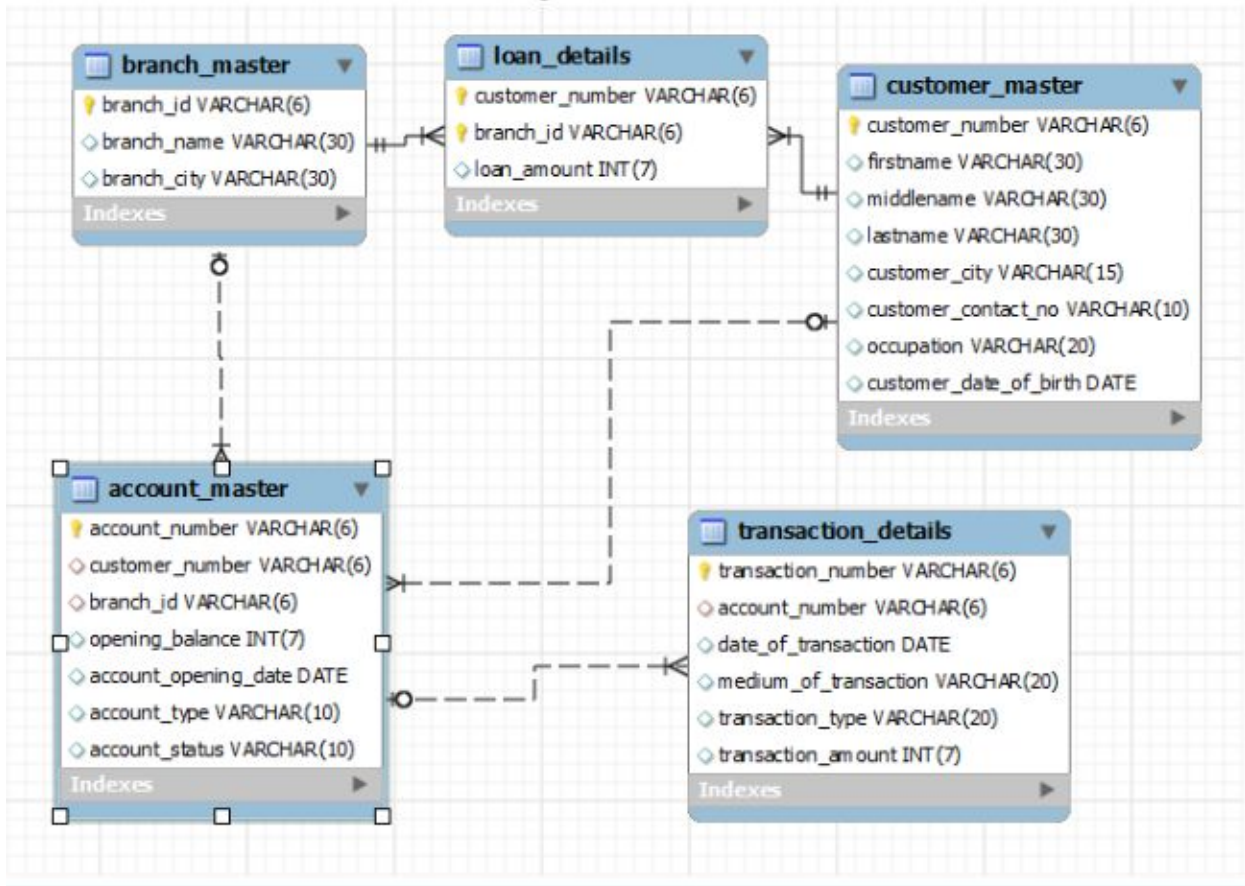 branch_master
branch_id VARCHAR(6)
branch_name VARCHAR(30)
branch_city VARCHAR(30)
Indexes
loan_details
customer_number VARCHAR(6)
branch_id VARCHAR(6)
loan_amount INT(7)
Indexes
customer_master
customer_number VARCHAR(6)
firstname VARCHAR(30)
middlename VARCHAR(30)
lastname VARCHAR(30)
customer_city VARCHAR(15)
customer_contact_no VARCHAR(10)
occupation VARCHAR(20)
customer_date_of_birth DATE
Indexes
account_master
account_number VARCHAR(6)
customer_number VARCHAR(6)
branch_id VARCHAR(6)
opening_balance INT(7)
account_opening_date DATE
account_type VARCHAR(10)
account_status VARCHAR(10)
Indexes
transaction_details
transaction_number VARCHAR(6)
account_number VARCHAR(6)
date_of_transaction DATE
medium_of_transaction VARCHAR(20)
transaction_type VARCHAR(20)
transaction_amount INT(7)
Indexes